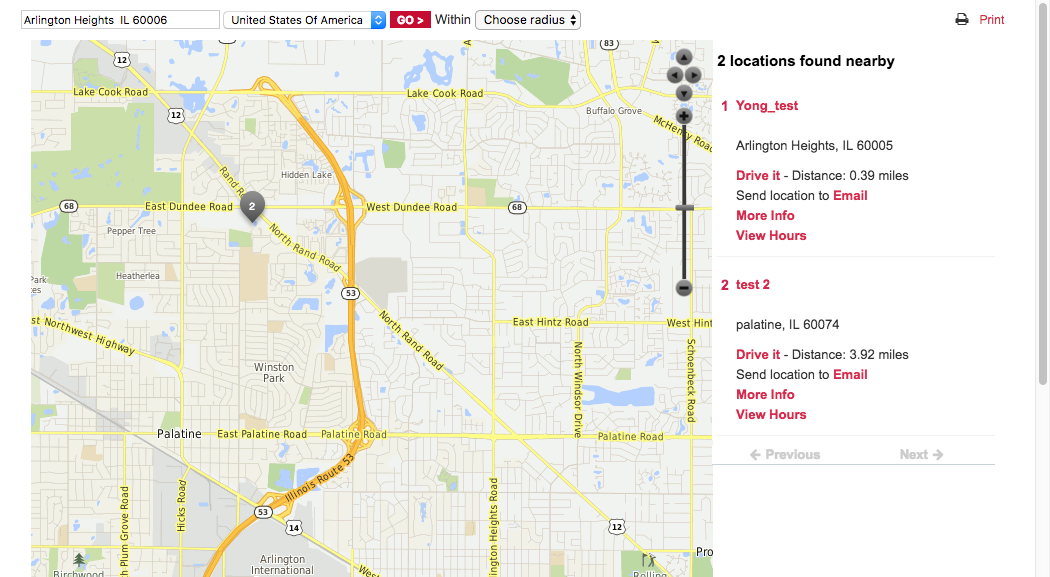 Arlington Heights  IL 60006
United States Of America
GO >
Within
Choose radius
Print
2 locations found nearby
1 Yong_test
Arlington Heights, IL 60005
Drive it - Distance: 0.39 miles
Send location to Email
More Info
View Hours
2 test 2
palatine, IL 60074
Drive it - Distance: 3.92 miles
Send location to Email
More Info
View Hours
Previous
Next
12
83
Lake Cook Road
Lake Cook Road
12
Buffalo Grove
McHenry Road
Rand Road
Hidden Lake
68
East Dundee Road
2
West Dundee Road
68
Pepper Tree
North Rand Road
Heatherlea
Park
53
st Northwest Highway
North Rand Road
East Hintz Road
West Hint
North Windsor Drive
Schoenbeck Road
Winston
Park
Palatine
East Palatine Road
Palatine Road
Palatine Road
Illinois Route 53
Hicks Road
h Plum Grove Road
lington Heights Road
53
14
12
Arlington
International
Wes
Pro
Birchwood
Rolling